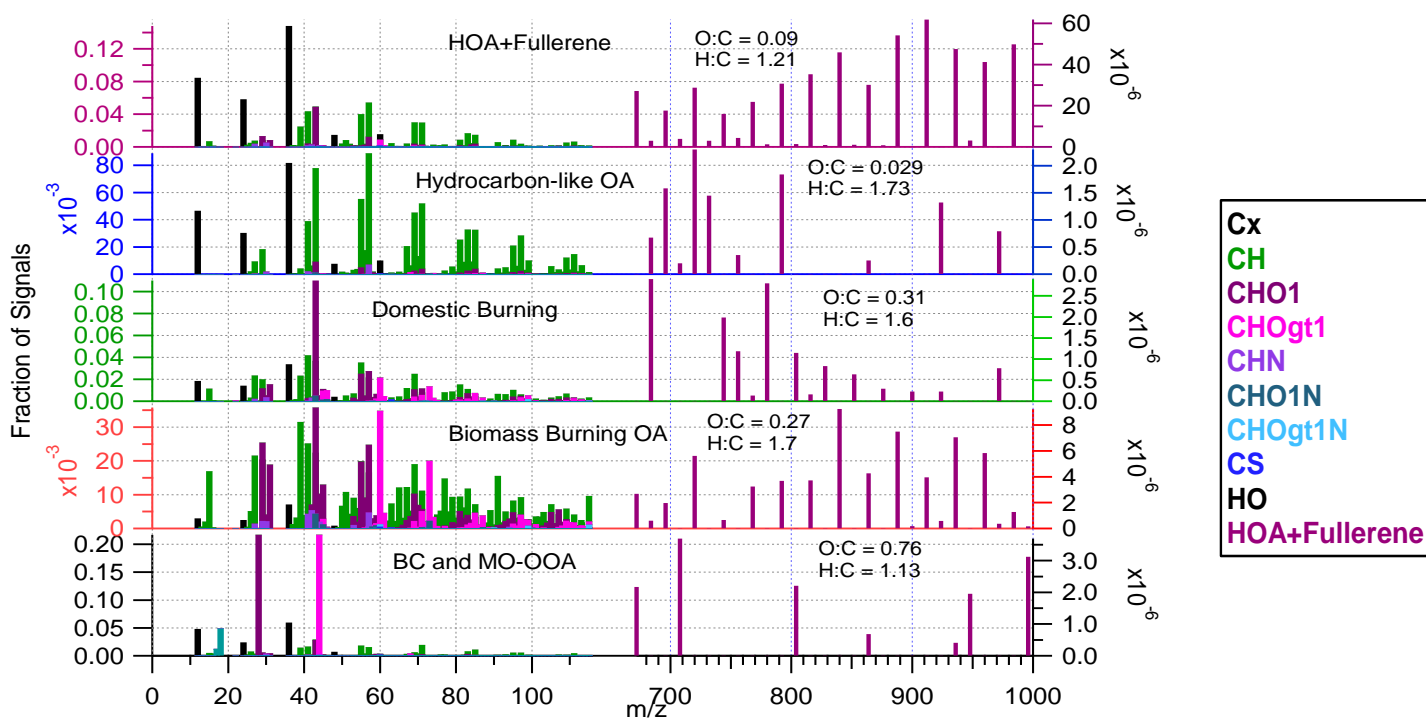 HOA+Fullerene
O:C = 0.09
H:C = 1.21
0.12
0.08
0.04
0.00
60
40
20
0
x10^-6
Hydrocarbon-like OA
O:C = 0.029
H:C = 1.73
80
60
40
20
0
x10^-3
2.0
1.5
1.0
0.5
0.0
x10^-6
Domestic Burning
O:C = 0.31
H:C = 1.6
0.10
0.08
0.06
0.04
0.02
0.00
2.5
2.0
1.5
1.0
0.5
0.0
x10^-6
Biomass Burning OA
O:C = 0.27
H:C = 1.7
30
20
10
0
x10^-3
8
6
4
2
0
x10^-6
BC and MO-OOA
O:C = 0.76
H:C = 1.13
0.20
0.15
0.10
0.05
0.00
3.0
2.0
1.0
0.0
x10^-6
Fraction of Signals
0 20 40 60 80 100 700 800 900 1000
m/z
Cx
CH
CHO1
CHOgt1
CHN
CHO1N
CHOgt1N
CS
HO
HOA+Fullerene